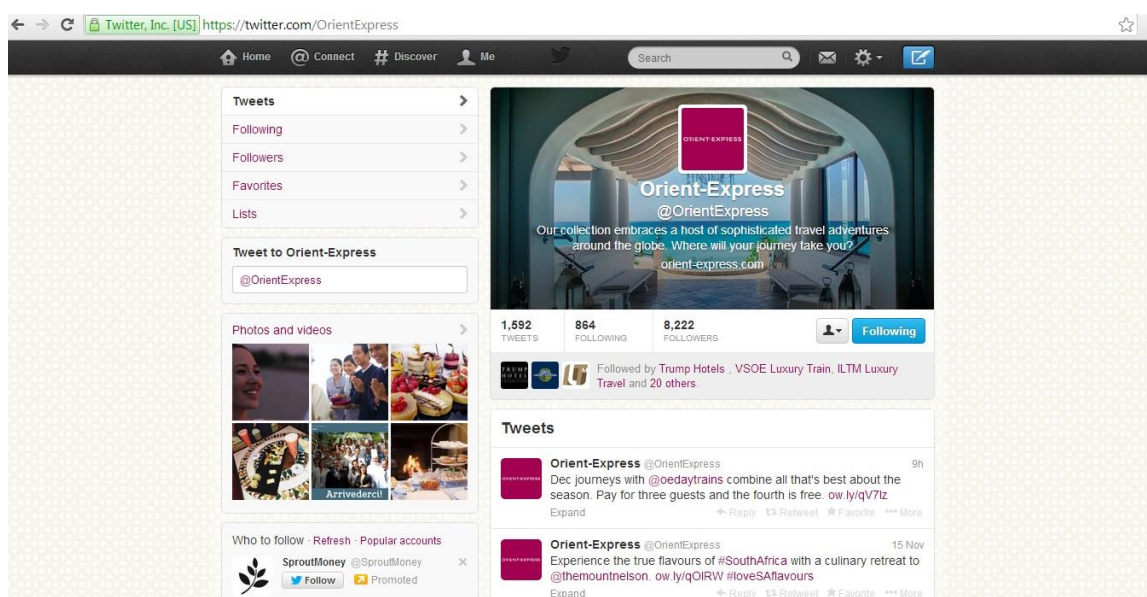 Twitter, Inc. [US] https://twitter.com/OrientExpress
Home Connect Discover Me Search
Tweets
Following
Followers
Favorites
Lists
Tweet to Orient-Express
@OrientExpress
Photos and videos
Arrivederci!
Who to follow · Refresh · Popular accounts
SproutMoney @SproutMoney
Follow Promoted
ORIENT-EXPRESS
Orient-Express
@OrientExpress
Our collection embraces a host of sophisticated travel adventures
around the globe. Where will your journey take you?
orient-express.com
1,592 864 8,222
TWEETS FOLLOWING FOLLOWERS
Following
TRUMP
HOTEL
Followed by Trump Hotels , VSOE Luxury Train, ILTM Luxury
Travel and 20 others.
Tweets
Orient-Express @OrientExpress 9h
Dec journeys with @oedaytrains combine all that's best about the
season. Pay for three guests and the fourth is free. ow.ly/qV7lz
Expand Reply Retweet Favorite More
Orient-Express @OrientExpress 15 Nov
Experience the true flavours of #SouthAfrica with a culinary retreat to
@themountnelson. ow.ly/qOIRW #loveSAflavours
Expand Reply Retweet Favorite More